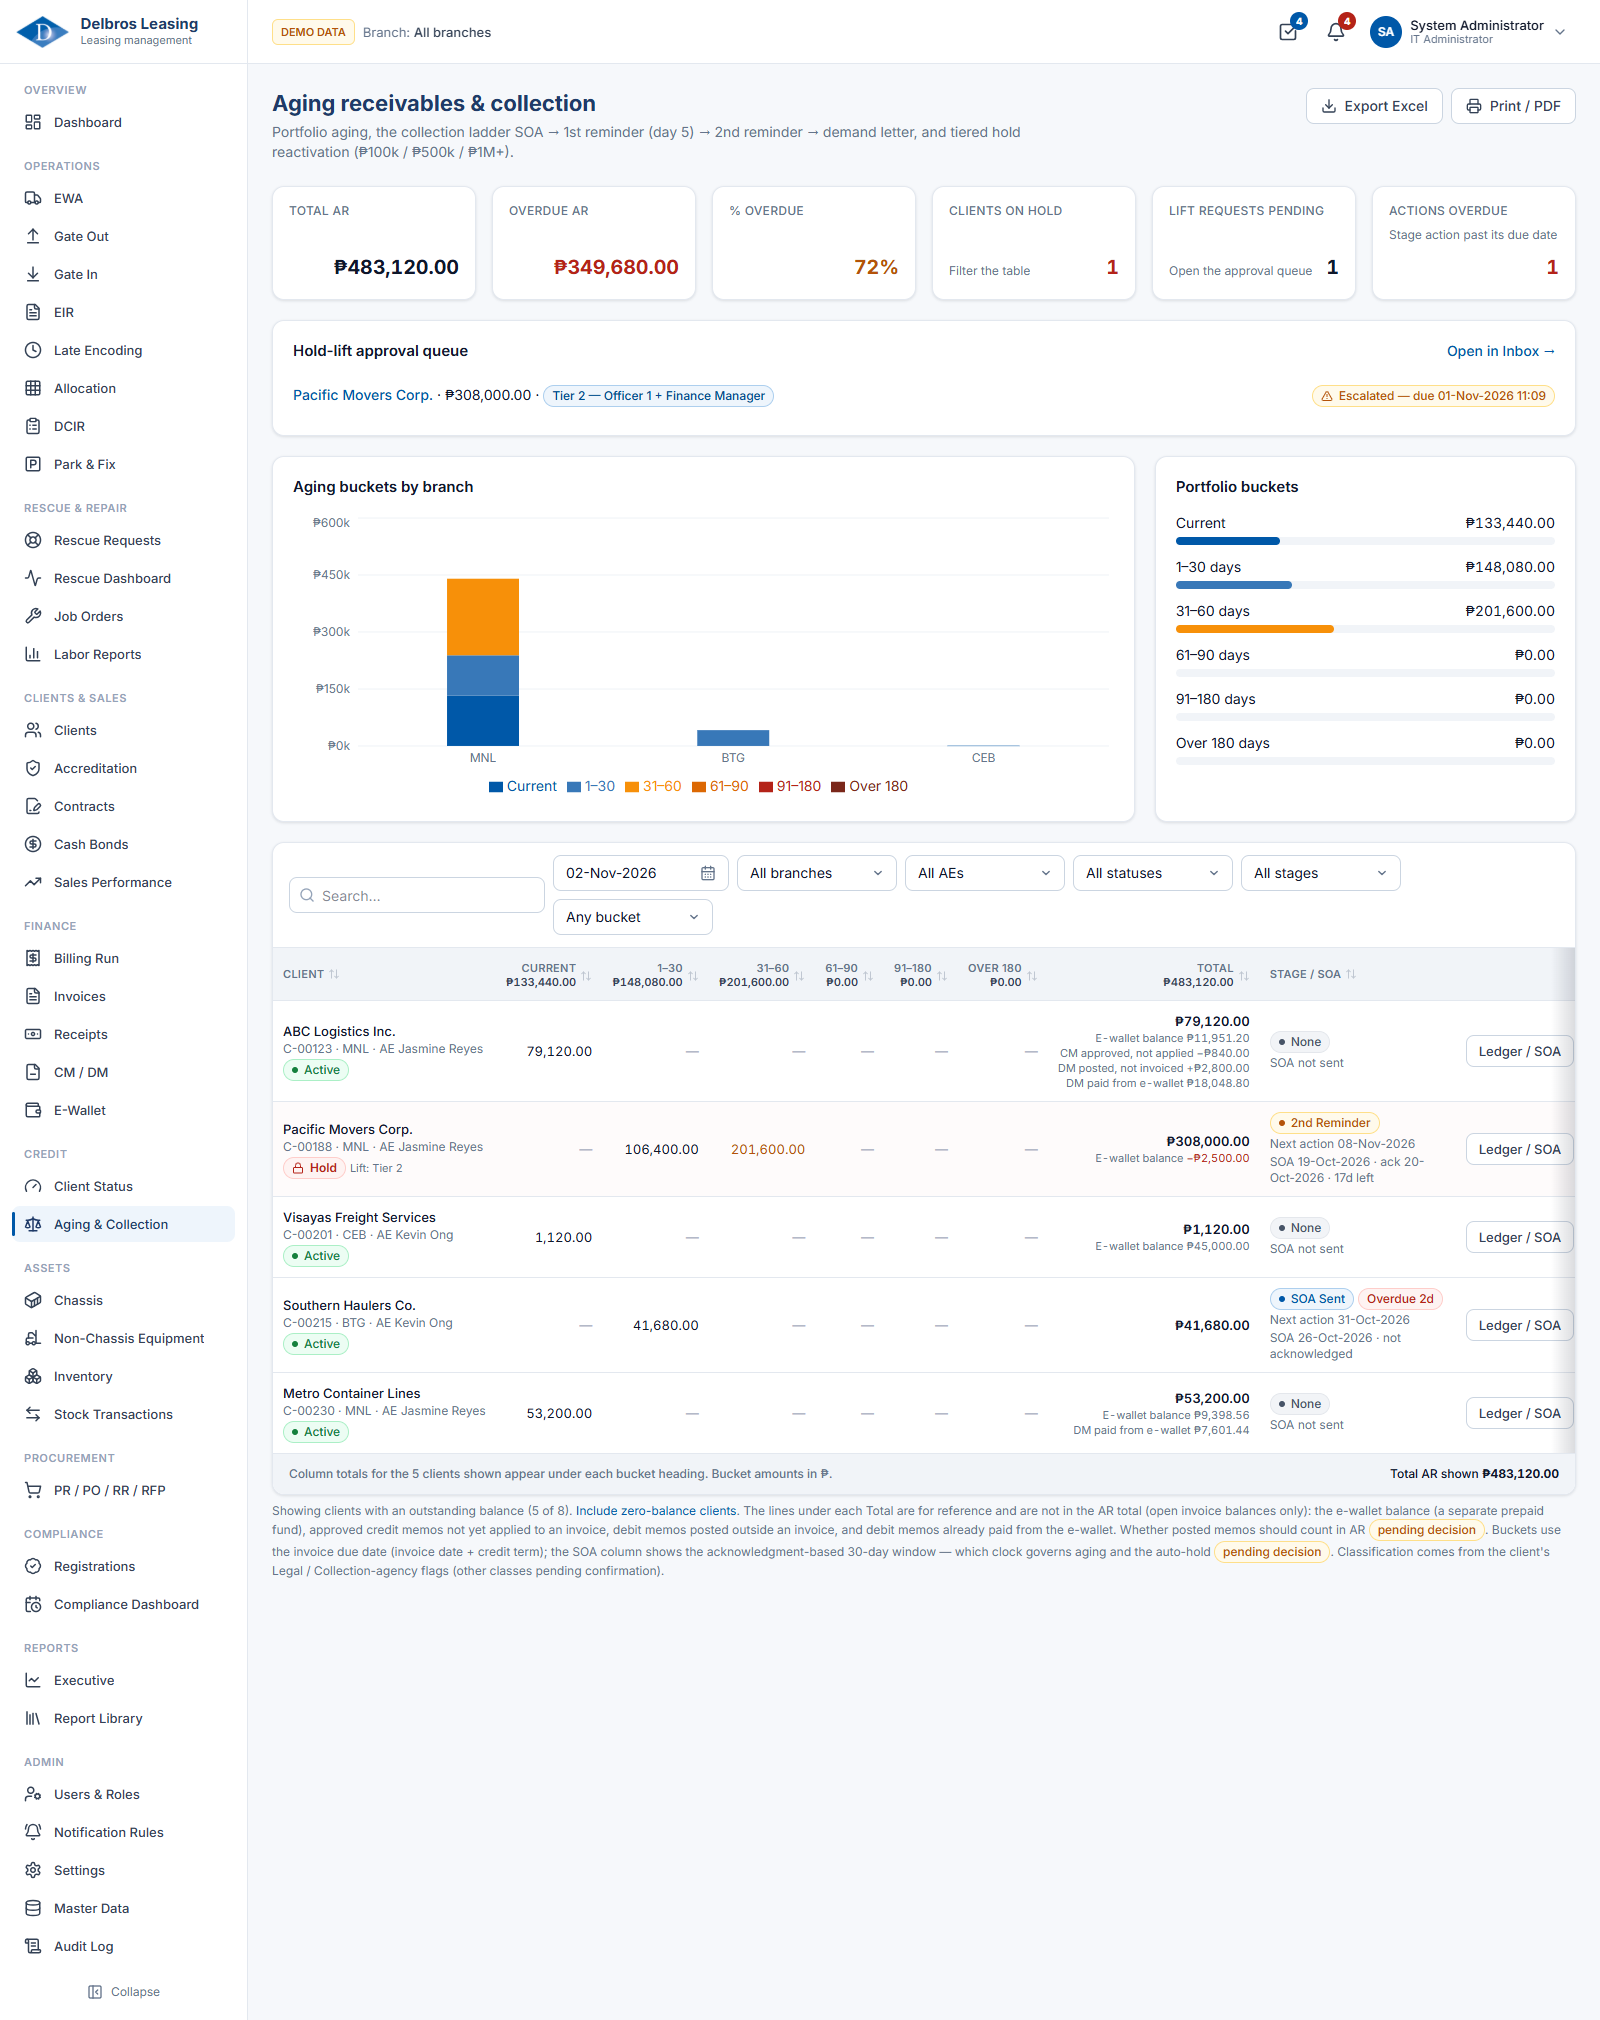 Delbros Leasing
Leasing management
DEMO DATA
Branch: All branches
4
4
SA
System Administrator
IT Administrator
OVERVIEW
Dashboard
OPERATIONS
EWA
Gate Out
Gate In
EIR
Late Encoding
Allocation
DCIR
Park & Fix
RESCUE & REPAIR
Rescue Requests
Rescue Dashboard
Job Orders
Labor Reports
CLIENTS & SALES
Clients
Accreditation
Contracts
Cash Bonds
Sales Performance
FINANCE
Billing Run
Invoices
Receipts
CM / DM
E-Wallet
CREDIT
Client Status
Aging & Collection
ASSETS
Chassis
Non-Chassis Equipment
Inventory
Stock Transactions
PROCUREMENT
PR / PO / RR / RFP
COMPLIANCE
Registrations
Compliance Dashboard
REPORTS
Executive
Report Library
ADMIN
Users & Roles
Notification Rules
Settings
Master Data
Audit Log
Collapse
Aging receivables & collection
Portfolio aging, the collection ladder SOA → 1st reminder (day 5) → 2nd reminder → demand letter, and tiered hold
reactivation (₱100k / ₱500k / ₱1M+).
Export Excel
Print / PDF
TOTAL AR
₱483,120.00
OVERDUE AR
₱349,680.00
% OVERDUE
72%
CLIENTS ON HOLD
Filter the table
1
LIFT REQUESTS PENDING
Open the approval queue
1
ACTIONS OVERDUE
Stage action past its due date
1
Hold-lift approval queue
Open in Inbox →
Pacific Movers Corp. · ₱308,000.00 · Tier 2 — Officer 1 + Finance Manager
Escalated — due 01-Nov-2026 11:09
Aging buckets by branch
₱600k
₱450k
₱300k
₱150k
₱0k
MNL
BTG
CEB
Current
1–30
31–60
61–90
91–180
Over 180
Portfolio buckets
Current ₱133,440.00
1–30 days ₱148,080.00
31–60 days ₱201,600.00
61–90 days ₱0.00
91–180 days ₱0.00
Over 180 days ₱0.00
Search...
02-Nov-2026
All branches
All AEs
All statuses
All stages
Any bucket
CLIENT
CURRENT
₱133,440.00
1–30
₱148,080.00
31–60
₱201,600.00
61–90
₱0.00
91–180
₱0.00
OVER 180
₱0.00
TOTAL
₱483,120.00
STAGE / SOA
ABC Logistics Inc.
C-00123 · MNL · AE Jasmine Reyes
Active
79,120.00
—
—
—
—
—
₱79,120.00
E-wallet balance ₱11,951.20
CM approved, not applied −₱840.00
DM posted, not invoiced +₱2,800.00
DM paid from e-wallet ₱18,048.80
None
SOA not sent
Ledger / SOA
Pacific Movers Corp.
C-00188 · MNL · AE Jasmine Reyes
Hold
Lift: Tier 2
—
106,400.00
201,600.00
—
—
—
₱308,000.00
E-wallet balance −₱2,500.00
2nd Reminder
Next action 08-Nov-2026
SOA 19-Oct-2026 · ack 20-
Oct-2026 · 17d left
Ledger / SOA
Visayas Freight Services
C-00201 · CEB · AE Kevin Ong
Active
1,120.00
—
—
—
—
—
₱1,120.00
E-wallet balance ₱45,000.00
None
SOA not sent
Ledger / SOA
Southern Haulers Co.
C-00215 · BTG · AE Kevin Ong
Active
—
41,680.00
—
—
—
—
₱41,680.00
SOA Sent
Overdue 2d
Next action 31-Oct-2026
SOA 26-Oct-2026 · not
acknowledged
Ledger / SOA
Metro Container Lines
C-00230 · MNL · AE Jasmine Reyes
Active
53,200.00
—
—
—
—
—
₱53,200.00
E-wallet balance ₱9,398.56
DM paid from e-wallet ₱7,601.44
None
SOA not sent
Ledger / SOA
Column totals for the 5 clients shown appear under each bucket heading. Bucket amounts in ₱.
Total AR shown ₱483,120.00
Showing clients with an outstanding balance (5 of 8). Include zero-balance clients. The lines under each Total are for reference and are not in the AR total (open invoice balances only): the e-wallet balance (a separate prepaid
fund), approved credit memos not yet applied to an invoice, debit memos posted outside an invoice, and debit memos already paid from the e-wallet. Whether posted memos should count in AR pending decision . Buckets use
the invoice due date (invoice date + credit term); the SOA column shows the acknowledgment-based 30-day window — which clock governs aging and the auto-hold pending decision . Classification comes from the client's
Legal / Collection-agency flags (other classes pending confirmation).